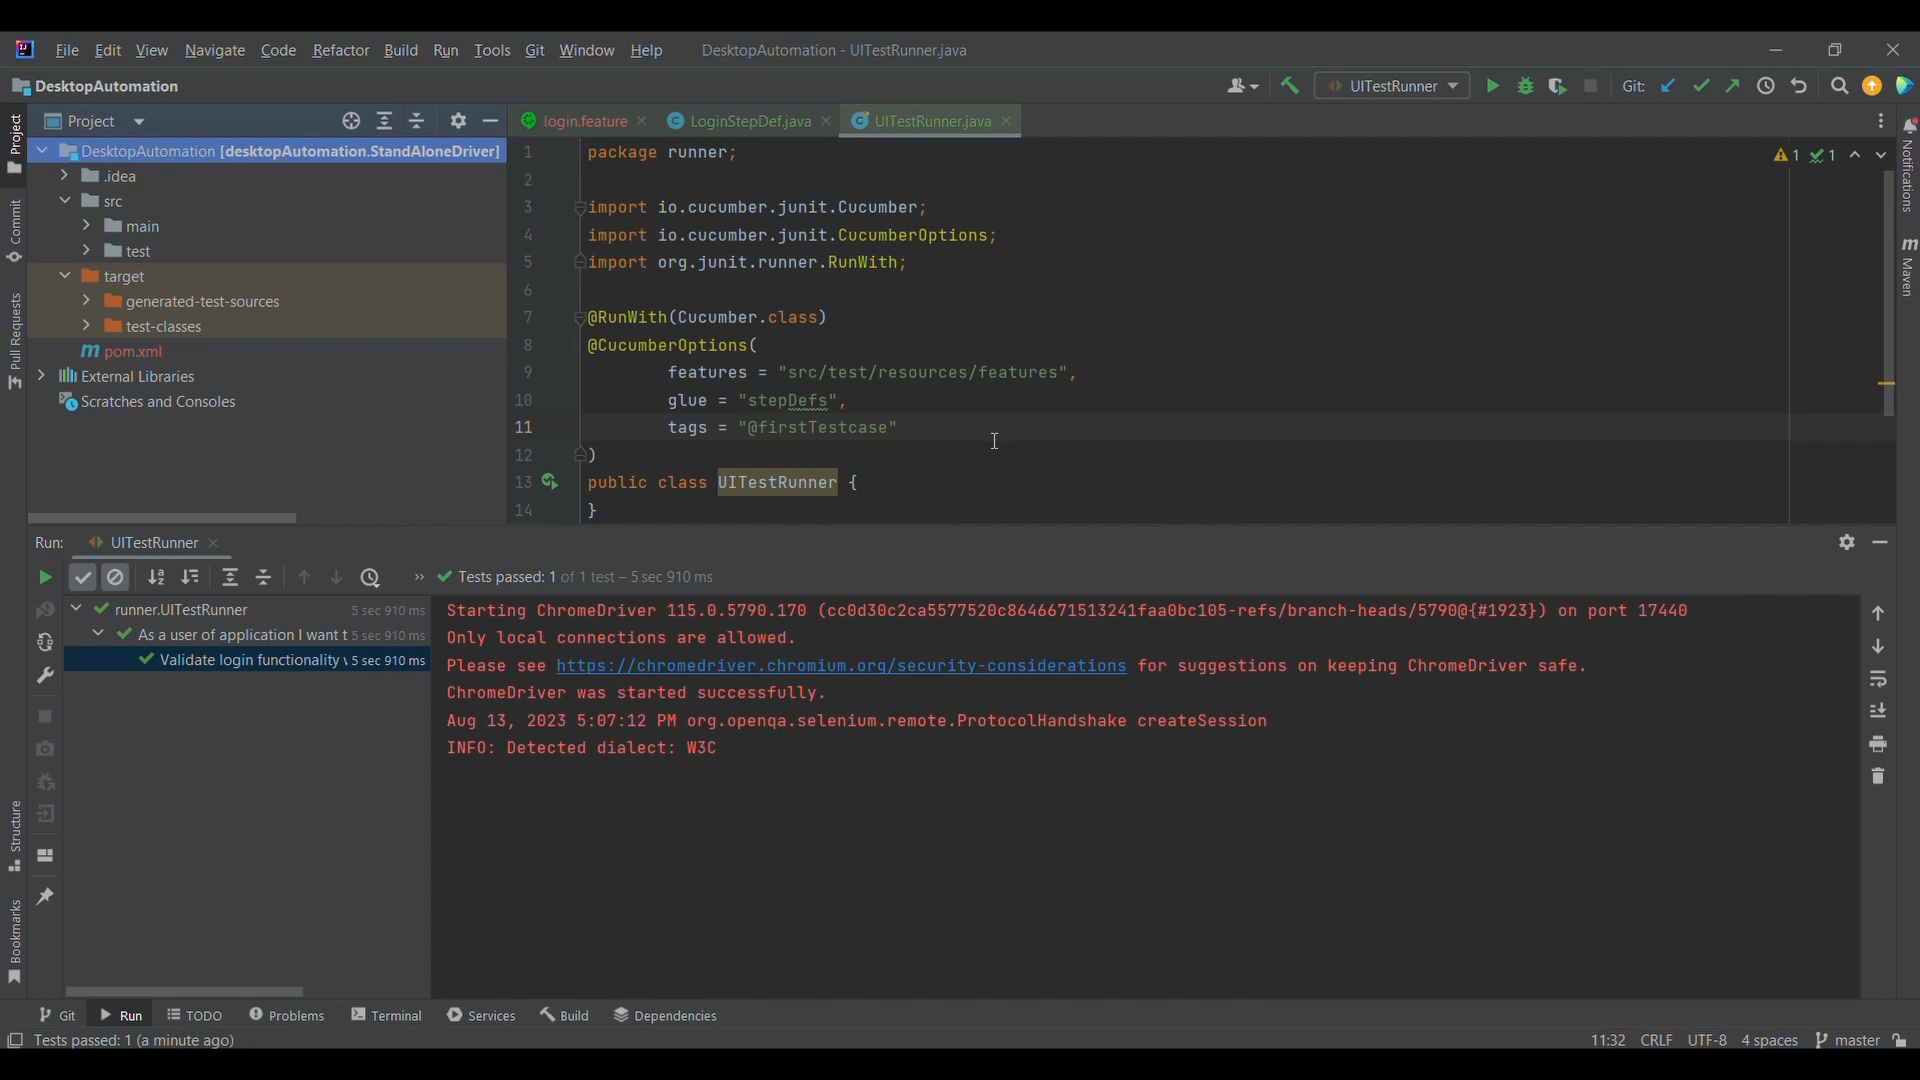 File Edit View Navigate Code Refactor Build Run Tools Git Window Help DesktopAutomation - UITestRunner.java
DesktopAutomation
UITestRunner
Git:
Project
login.feature
LoginStepDef.java
UITestRunner.java
DesktopAutomation [desktopAutomation.StandAloneDriver]
.idea
src
main
test
target
generated-test-sources
test-classes
pom.xml
External Libraries
Scratches and Consoles
Project
Commit
Pull Requests
1 package runner;
2
3 import io.cucumber.junit.Cucumber;
4 import io.cucumber.junit.CucumberOptions;
5 import org.junit.runner.RunWith;
6
7 @RunWith(Cucumber.class)
8 @CucumberOptions(
9 features = "src/test/resources/features",
10 glue = "stepDefs",
11 tags = "@firstTestcase"
12 )
13 public class UITestRunner {
14 }
1 1
Notifications
Maven
Run: UITestRunner
Tests passed: 1 of 1 test – 5 sec 910 ms
runner.UITestRunner 5 sec 910 ms
As a user of application I want t 5 sec 910 ms
Validate login functionality 5 sec 910 ms
Starting ChromeDriver 115.0.5790.170 (cc0d30c2ca5577520c8646671513241faa0bc105-refs/branch-heads/5790@{#1923}) on port 17440
Only local connections are allowed.
Please see https://chromedriver.chromium.org/security-considerations for suggestions on keeping ChromeDriver safe.
ChromeDriver was started successfully.
Aug 13, 2023 5:07:12 PM org.openqa.selenium.remote.ProtocolHandshake createSession
INFO: Detected dialect: W3C
Structure
Bookmarks
Git Run TODO Problems Terminal Services Build Dependencies
Tests passed: 1 (a minute ago)
11:32 CRLF UTF-8 4 spaces master